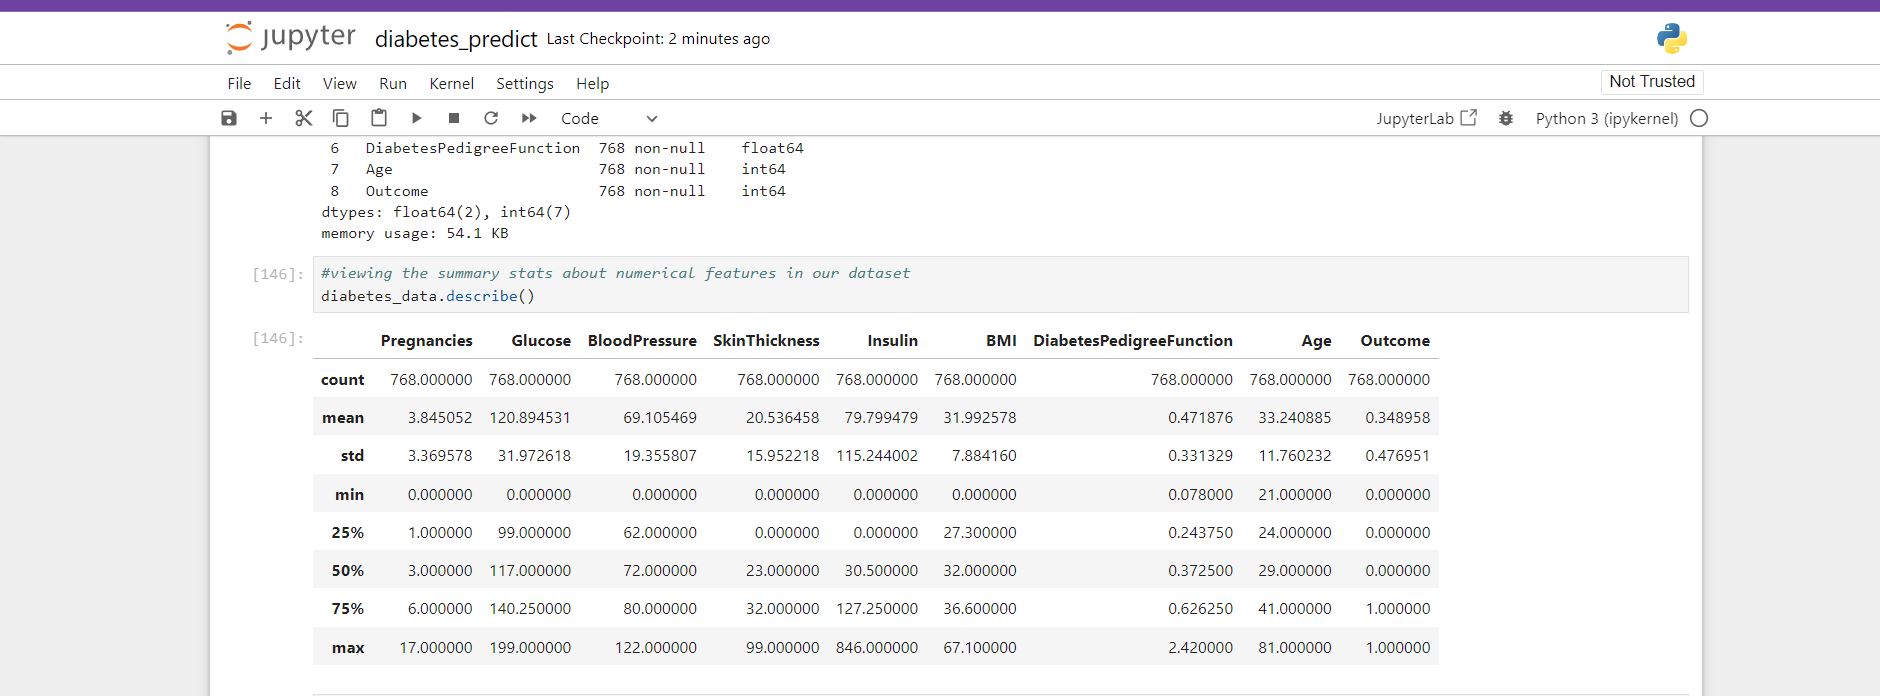 jupyter diabetes_predict Last Checkpoint: 2 minutes ago
File Edit View Run Kernel Settings Help Not Trusted
Code JupyterLab Python 3 (ipykernel)
6 DiabetesPedigreeFunction 768 non-null float64
7 Age 768 non-null int64
8 Outcome 768 non-null int64
dtypes: float64(2), int64(7)
memory usage: 54.1 KB
[146]: #viewing the summary stats about numerical features in our dataset
diabetes_data.describe()
[146]: Pregnancies Glucose BloodPressure SkinThickness Insulin BMI DiabetesPedigreeFunction Age Outcome
count 768.000000 768.000000 768.000000 768.000000 768.000000 768.000000 768.000000 768.000000 768.000000
mean 3.845052 120.894531 69.105469 20.536458 79.799479 31.992578 0.471876 33.240885 0.348958
std 3.369578 31.972618 19.355807 15.952218 115.244002 7.884160 0.331329 11.760232 0.476951
min 0.000000 0.000000 0.000000 0.000000 0.000000 0.000000 0.078000 21.000000 0.000000
25% 1.000000 99.000000 62.000000 0.000000 0.000000 27.300000 0.243750 24.000000 0.000000
50% 3.000000 117.000000 72.000000 23.000000 30.500000 32.000000 0.372500 29.000000 0.000000
75% 6.000000 140.250000 80.000000 32.000000 127.250000 36.600000 0.626250 41.000000 1.000000
max 17.000000 199.000000 122.000000 99.000000 846.000000 67.100000 2.420000 81.000000 1.000000